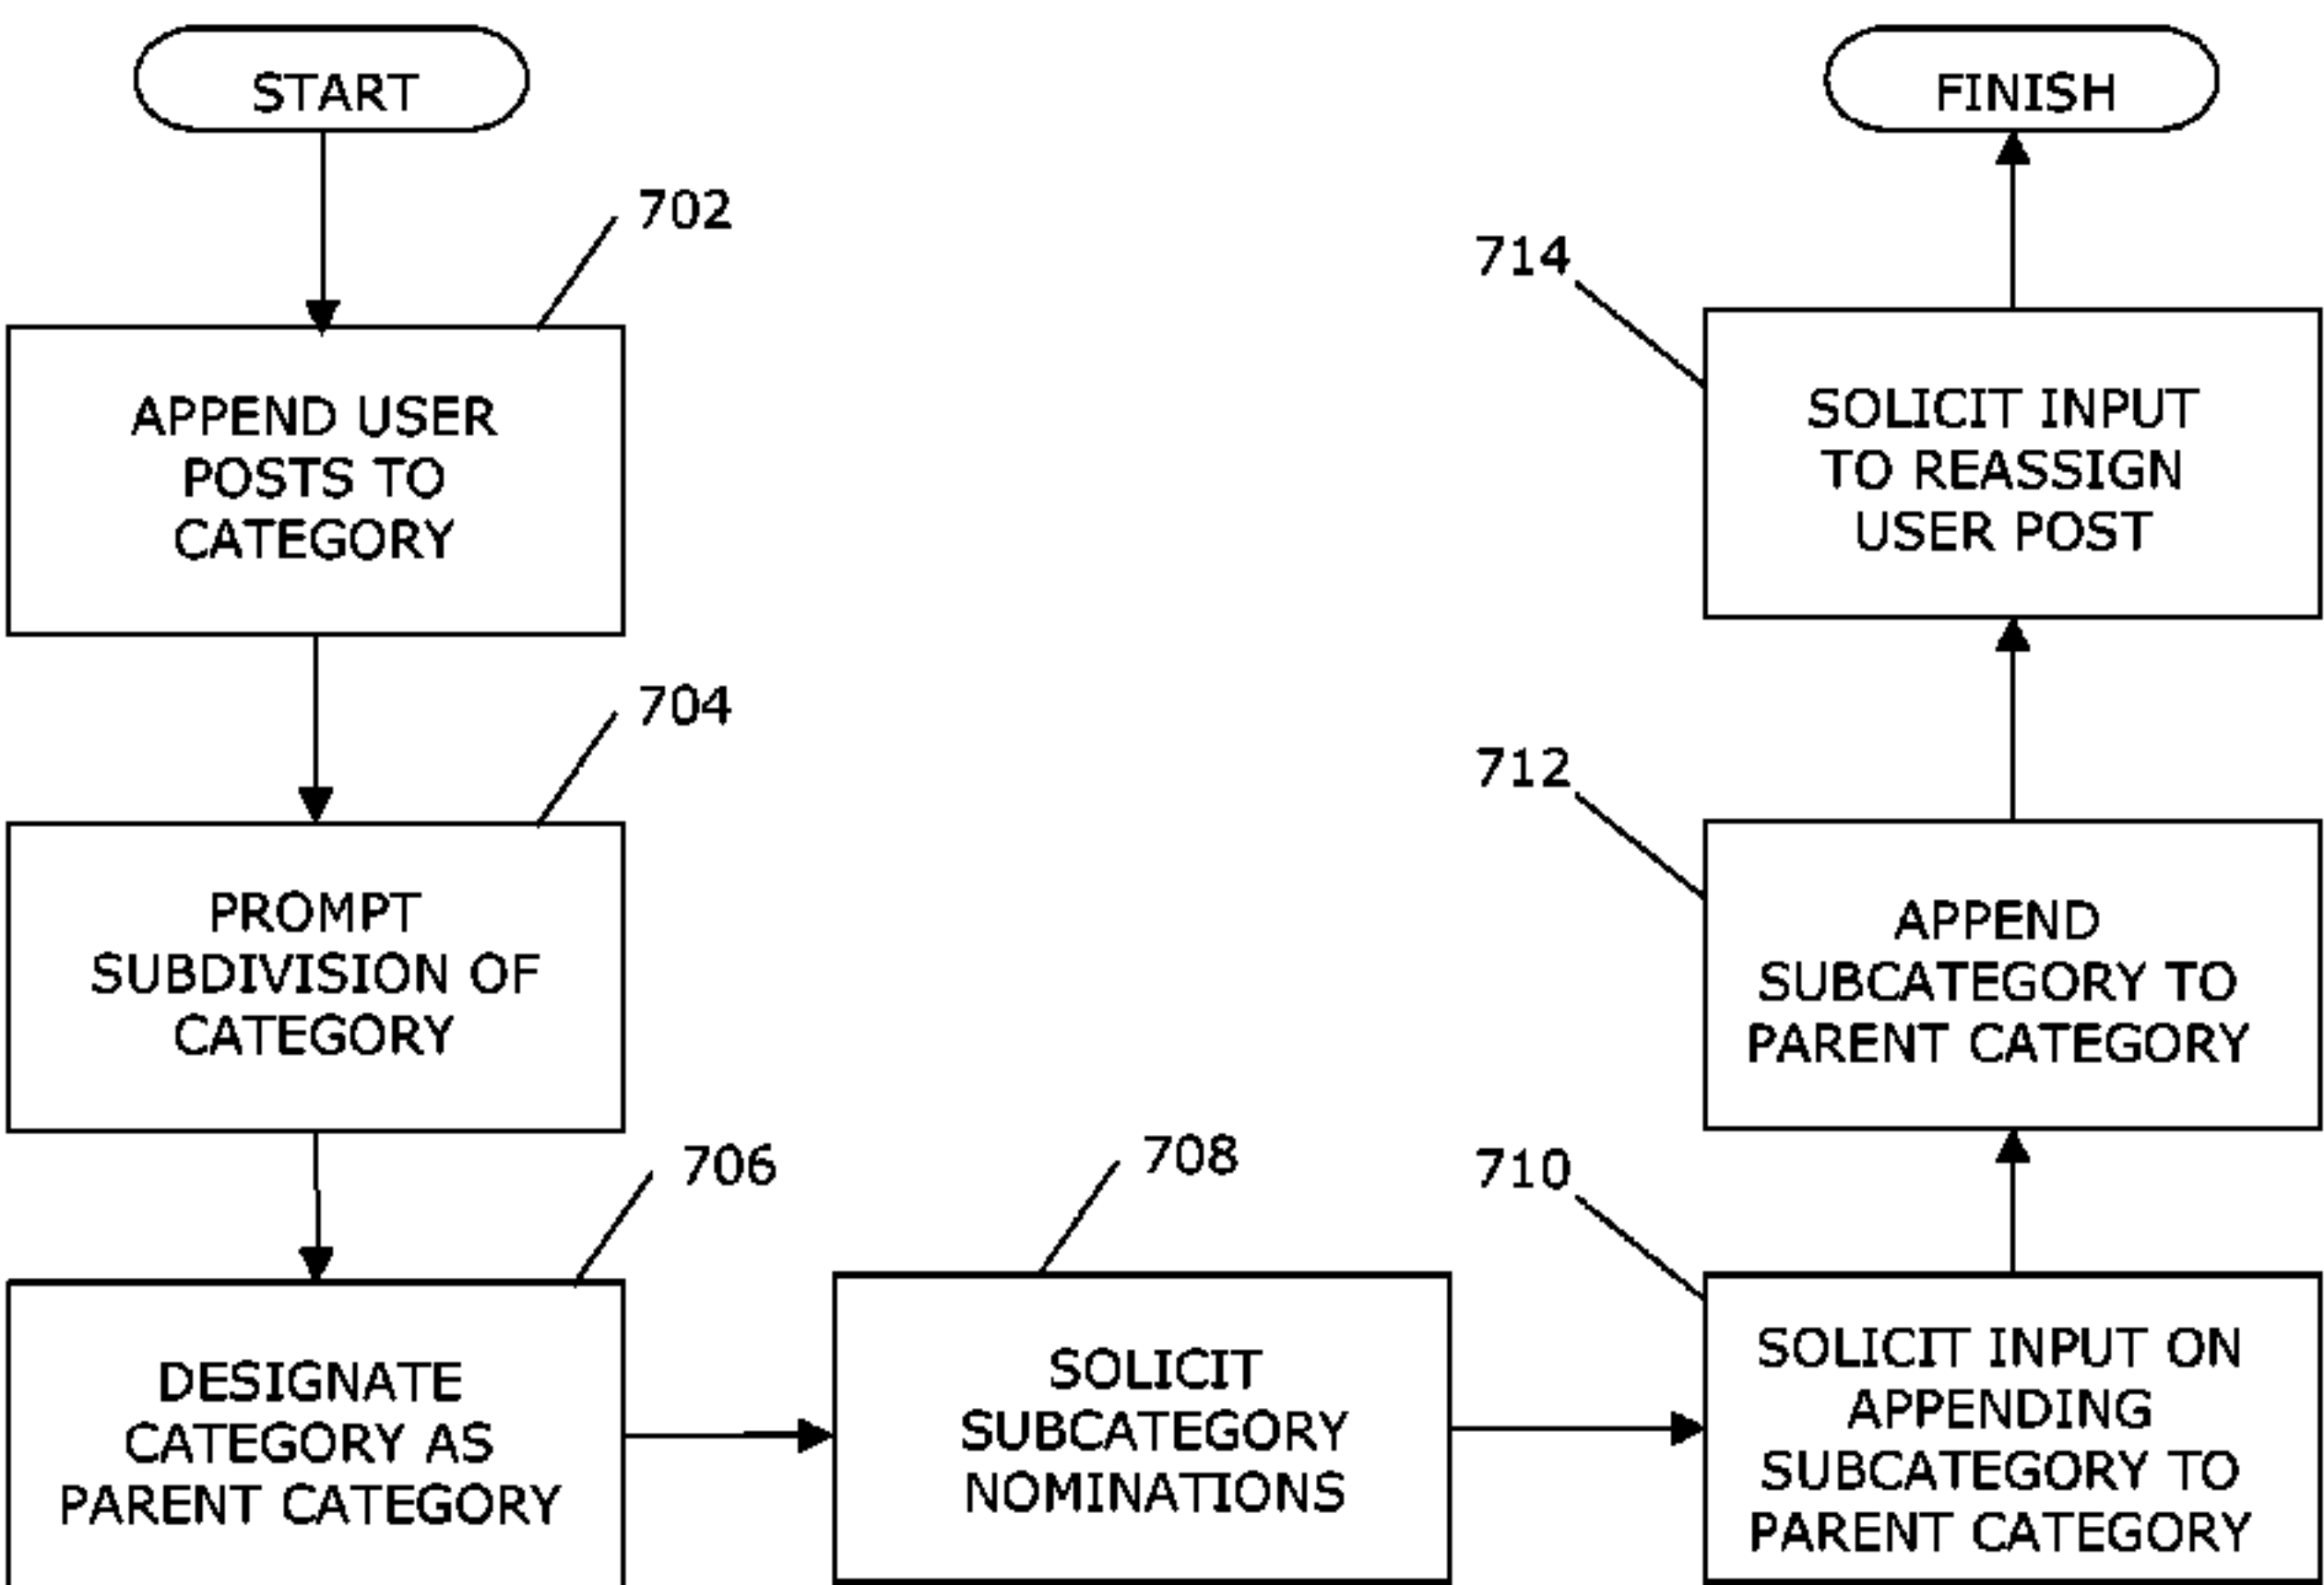 START
702
APPEND USER
POSTS TO
CATEGORY
704
PROMPT
SUBDIVISION OF
CATEGORY
706
DESIGNATE
CATEGORY AS
PARENT CATEGORY
708
SOLICIT
SUBCATEGORY
NOMINATIONS
710
SOLICIT INPUT ON
APPENDING
SUBCATEGORY TO
PARENT CATEGORY
712
APPEND
SUBCATEGORY TO
PARENT CATEGORY
714
SOLICIT INPUT
TO REASSIGN
USER POST
FINISH